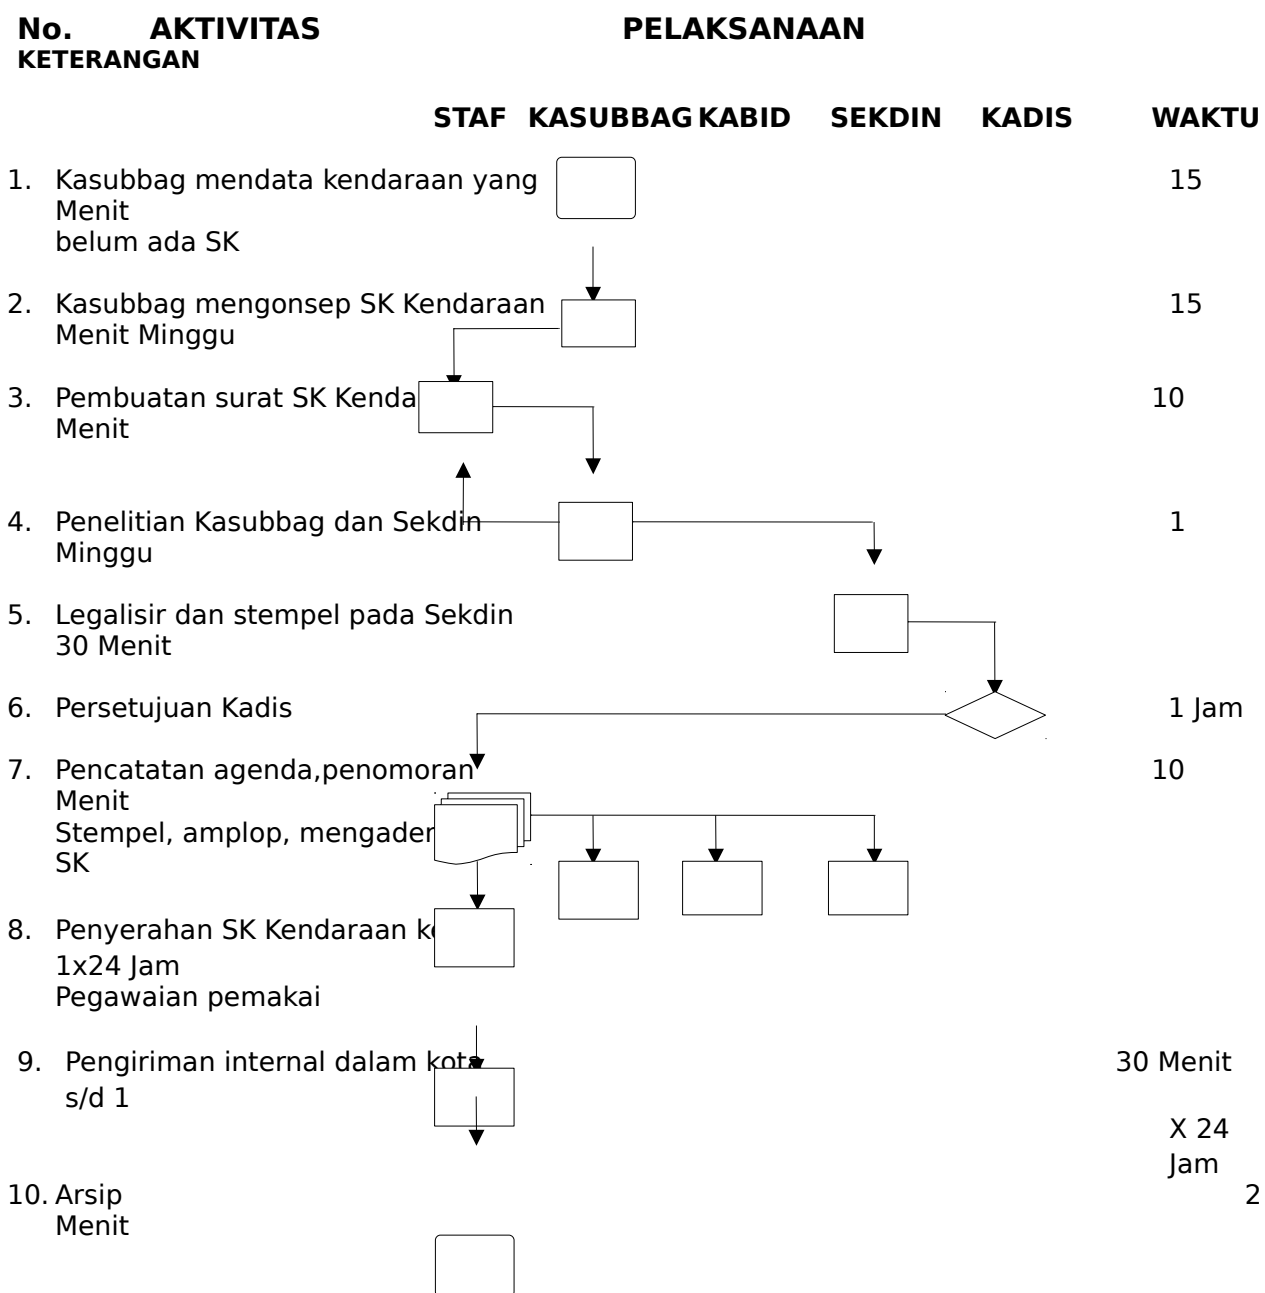 No. AKTIVITAS PELAKSANAAN
KETERANGAN
STAF KASUBBAG KABID SEKDIN KADIS WAKTU
1. Kasubbag mendata kendaraan yang 15
Menit
belum ada SK
2. Kasubbag mengonsep SK Kendaraan 15
Menit Minggu
3. Pembuatan surat SK Kenda 10
Menit
4. Penelitian Kasubbag dan Sekdin 1
Minggu
5. Legalisir dan stempel pada Sekdin
30 Menit
6. Persetujuan Kadis 1 Jam
7. Pencatatan agenda,penomoran 10
Menit
Stempel, amplop, mengader
SK
8. Penyerahan SK Kendaraan ke
1x24 Jam
Pegawaian pemakai
9. Pengiriman internal dalam kota 30 Menit
s/d 1
X 24
Jam
10. Arsip 2
Menit